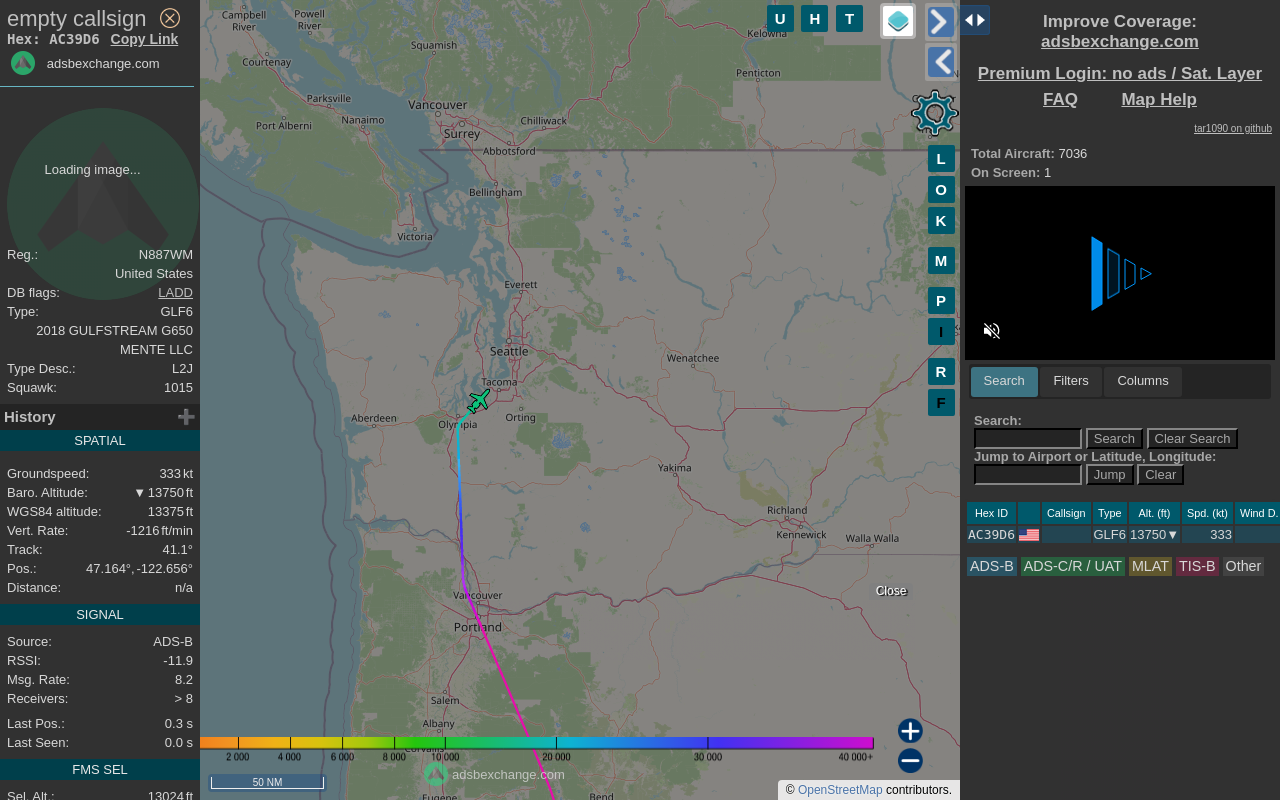 empty callsign
Hex: AC39D6 Copy Link
adsbexchange.com
Loading image...
Reg.: N887WM
United States
DB flags: LADD
Type: GLF6
2018 GULFSTREAM G650
MENTE LLC
Type Desc.: L2J
Squawk: 1015
History
SPATIAL
Groundspeed: 333 kt
Baro. Altitude: ▼ 13750 ft
WGS84 altitude: 13375 ft
Vert. Rate: -1216 ft/min
Track: 41.1°
Pos.: 47.164°, -122.656°
Distance: n/a
SIGNAL
Source: ADS-B
RSSI: -11.9
Msg. Rate: 8.2
Receivers: > 8
Last Pos.: 0.3 s
Last Seen: 0.0 s
FMS SEL
Sel. Alt.: 13024 ft
Campbell River
Powell River
Squamish
Courtenay
Parksville
Nanaimo
Port Alberni
Vancouver
Surrey
Chilliwack
Abbotsford
Kelowna
Penticton
Bellingham
Victoria
Everett
Seattle
Tacoma
Wenatchee
Aberdeen
Olympia
Orting
Yakima
Richland
Kennewick
Walla Walla
Vancouver
Portland
Salem
Albany
Corvallis
Eugene
Bend
U H T
L
O
K
M
P
I
R
F
Close
2 000 4 000 6 000 8 000 10 000 20 000 30 000 40 000+
adsbexchange.com
50 NM
© OpenStreetMap contributors.
Improve Coverage:
adsbexchange.com
Premium Login: no ads / Sat. Layer
FAQ Map Help
tar1090 on github
Total Aircraft: 7036
On Screen: 1
Search Filters Columns
Search:
Search Clear Search
Jump to Airport or Latitude, Longitude:
Jump Clear
Hex ID Callsign Type Alt. (ft) Spd. (kt) Wind D.
AC39D6 GLF6 13750▼ 333
ADS-B ADS-C/R / UAT MLAT TIS-B Other